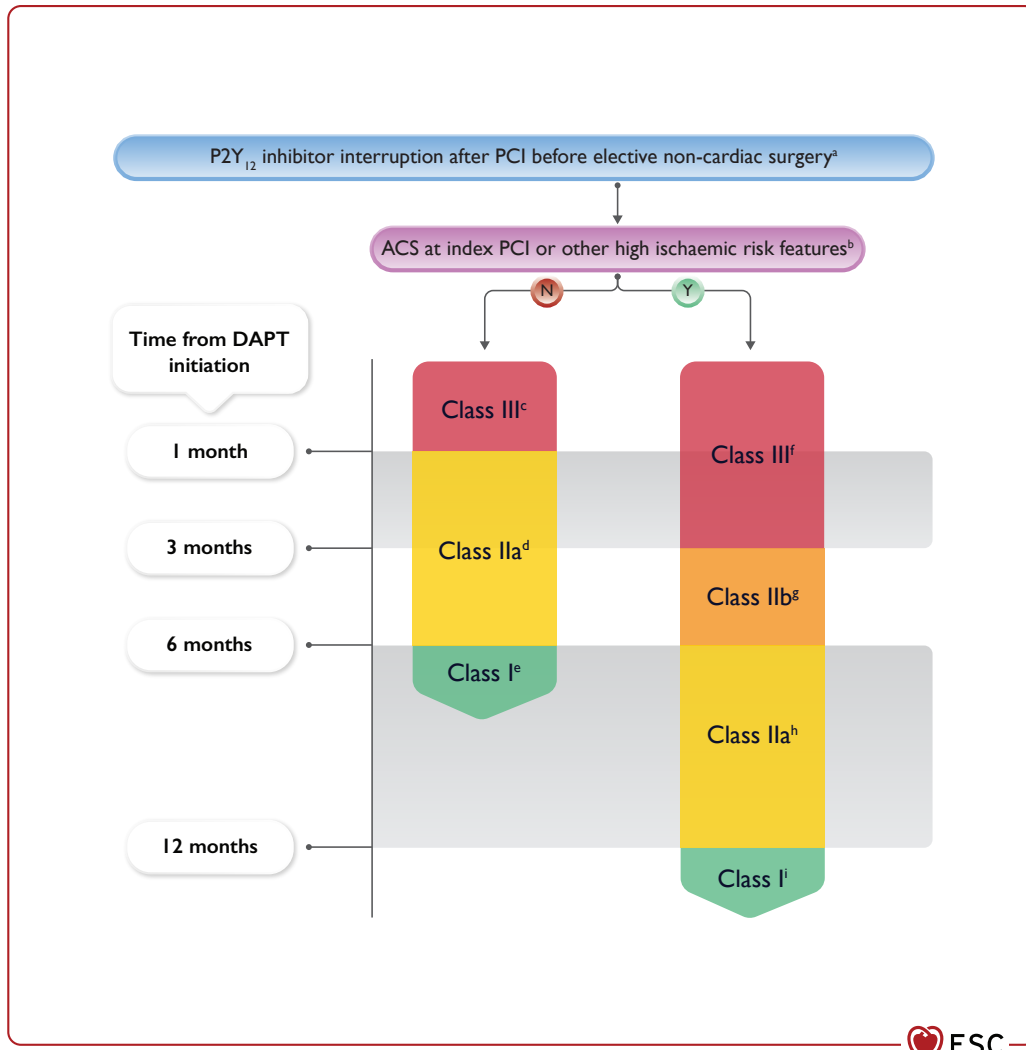 P2Y₁₂ inhibitor interruption after PCI before elective non-cardiac surgeryᵃ
ACS at index PCI or other high ischaemic risk featuresᵇ
N
Y
Time from DAPT
initiation
Class IIIᶜ
1 month
Class IIIᶠ
3 months
Class IIaᵈ
Class IIbᵍ
6 months
Class Iᵉ
Class IIaʰ
12 months
Class Iⁱ
ESC